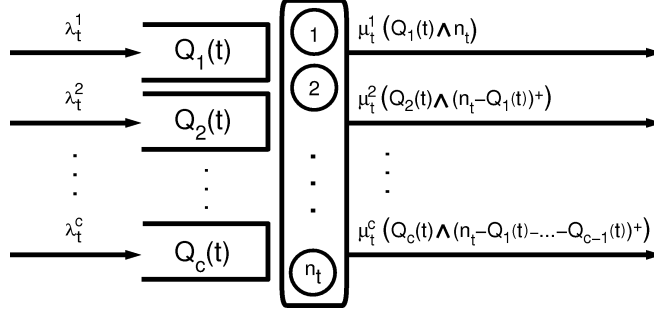 λ_t^1 Q_1(t) 1 μ_t^1 (Q_1(t)∧n_t)
λ_t^2 Q_2(t) 2 μ_t^2 (Q_2(t)∧(n_t−Q_1(t))^+)
λ_t^c Q_c(t) n_t μ_t^c (Q_c(t)∧(n_t−Q_1(t)−...−Q_{c−1}(t))^+)